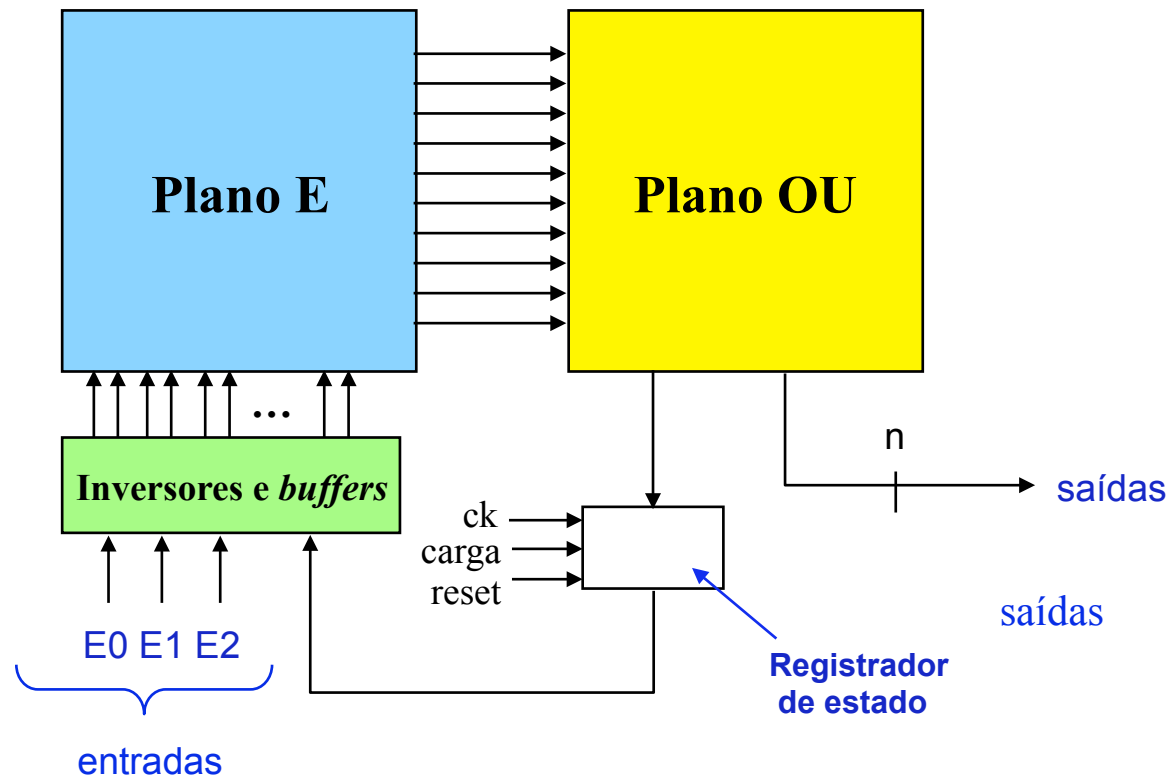 Plano E
Plano OU
...
n
Inversores e buffers
saídas
ck
carga
reset
saídas
E0 E1 E2
Registrador
de estado
entradas